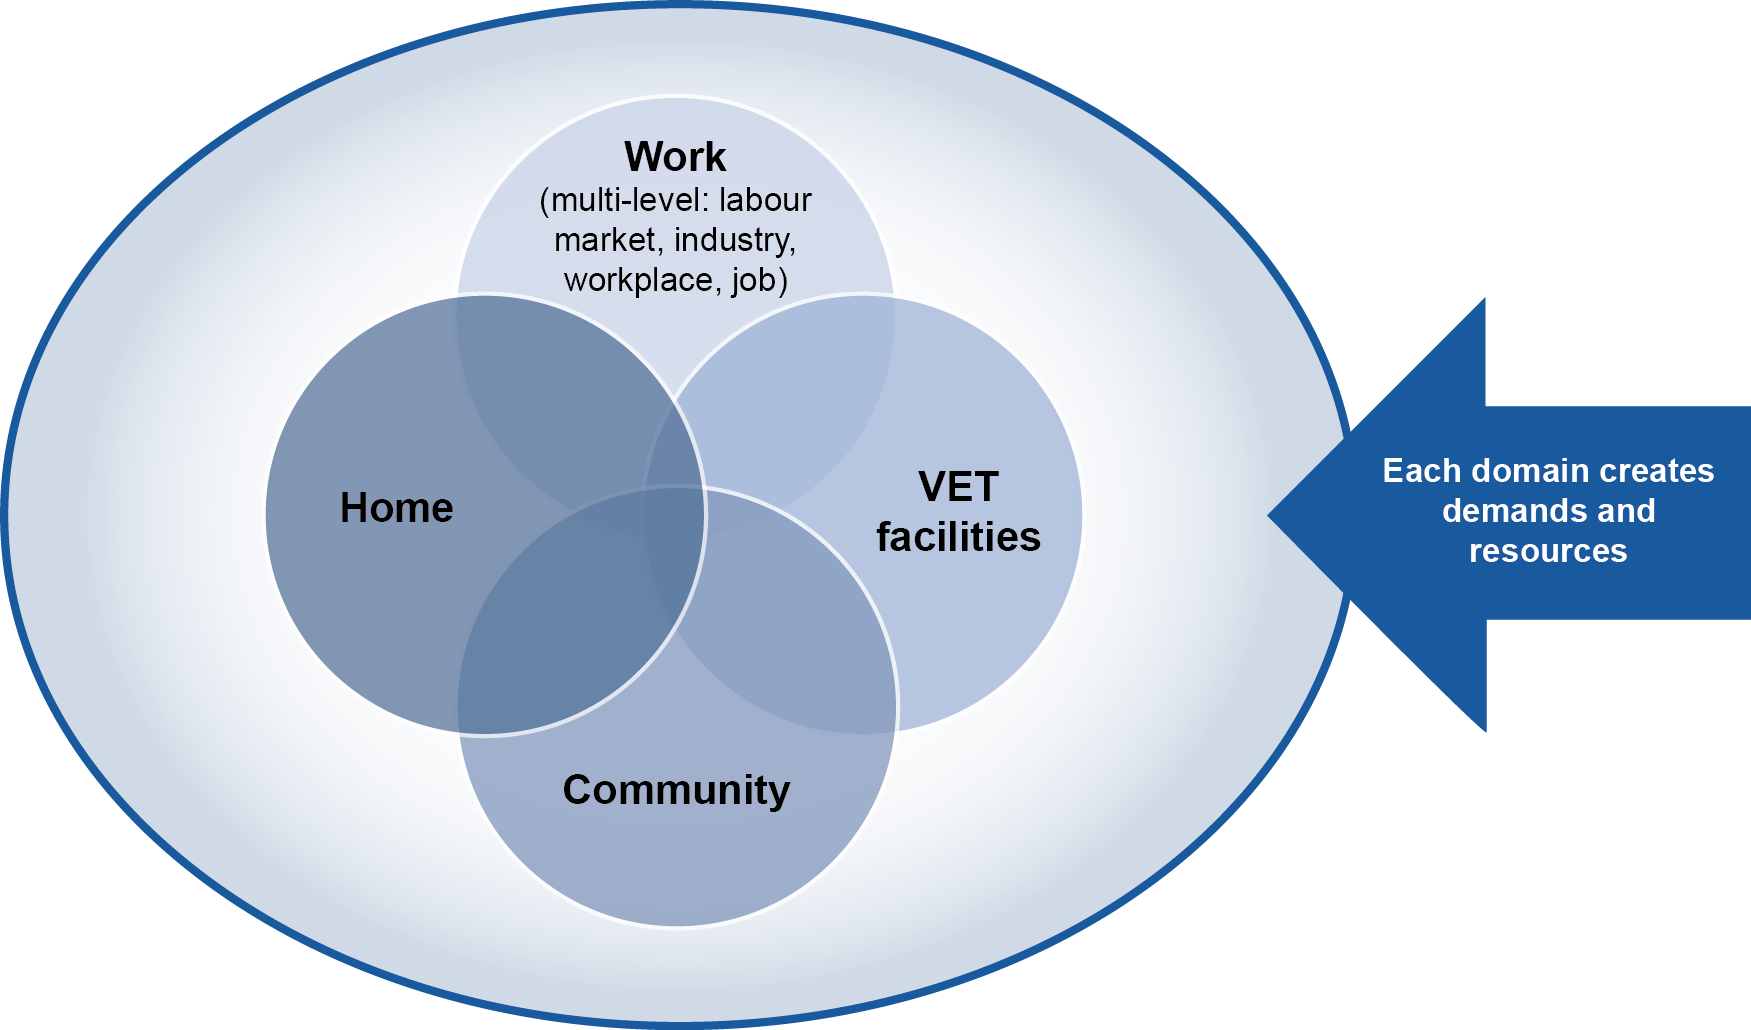 Work
(multi-level: labour
market, industry,
workplace, job)
Home
VET
facilities
Community
Each domain creates
demands and
resources